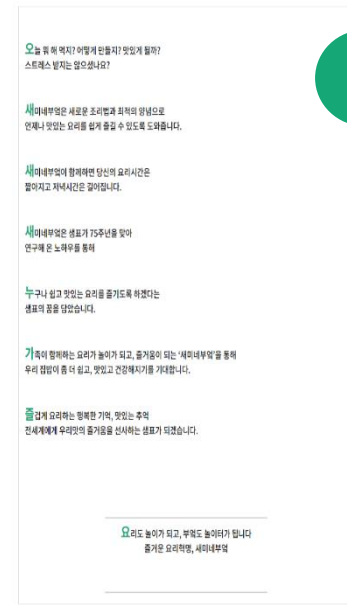 오늘 뭐 해 먹지? 어떻게 만들지? 맛있게 될까?
스트레스 받지는 않으셨나요?
새미네부엌은 새로운 조리법과 최적의 양념으로
언제나 맛있는 요리를 쉽게 즐길 수 있도록 도와줍니다.
새미네부엌이 함께하면 당신의 요리시간은
짧아지고 저녁시간은 길어집니다.
새미네부엌은 샘표가 75주년을 맞아
연구해 온 노하우를 통해
누구나 쉽고 맛있는 요리를 즐기도록 하겠다는
샘표의 꿈을 담았습니다.
가족이 함께하는 요리가 놀이가 되고, 즐거움이 되는 '새미네부엌'을 통해
우리 집밥이 좀 더 쉽고, 맛있고 건강해지기를 기대합니다.
즐겁게 요리하는 행복한 기억, 맛있는 추억
전세계에게 우리맛의 즐거움을 선사하는 샘표가 되겠습니다.
요리도 놀이가 되고, 부엌도 놀이터가 됩니다
즐거운 요리혁명, 새미네부엌